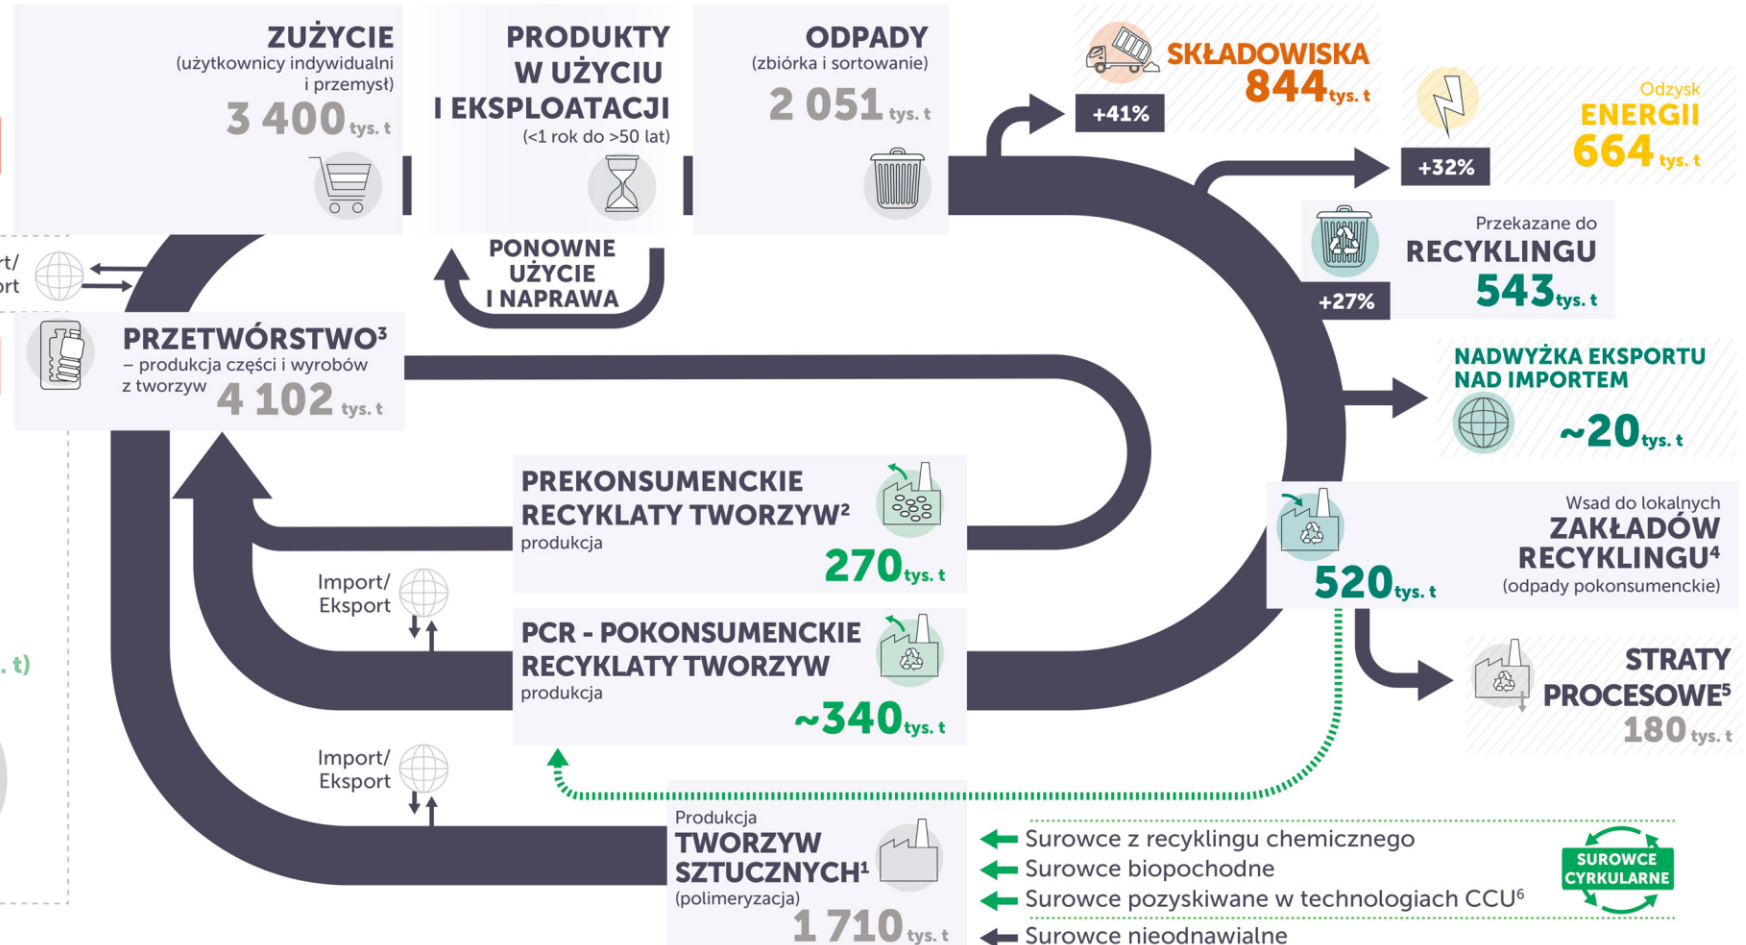 ZUŻYCIE
(użytkownicy indywidualni
i przemysł)
3 400 tys. t
PRODUKTY
W UŻYCIU
I EKSPLOATACJI
(<1 rok do >50 lat)
ODPADY
(zbiórka i sortowanie)
2 051 tys. t
SKŁADOWISKA
844 tys. t
+41%
Odzysk
ENERGII
664 tys. t
+32%
Przekazane do
RECYKLINGU
543 tys. t
+27%
PONOWNE
UŻYCIE
I NAPRAWA
PRZETWÓRSTWO³
– produkcja części i wyrobów
z tworzyw 4 102 tys. t
NADWYŻKA EKSPORTU
NAD IMPORTEM
~20 tys. t
PREKONSUMENCKIE
RECYKLATY TWORZYW²
produkcja
270 tys. t
Wsad do lokalnych
ZAKŁADÓW
RECYKLINGU⁴
520 tys. t (odpady pokonsumenckie)
Import/
Eksport
PCR - POKONSUMENCKIE
RECYKLATY TWORZYW
produkcja
~340 tys. t
. t)
STRATY
PROCESOWE⁵
180 tys. t
Import/
Eksport
Produkcja
TWORZYW
SZTUCZNYCH¹
(polimeryzacja)
1 710 tys. t
Surowce z recyklingu chemicznego
Surowce biopochodne
Surowce pozyskiwane w technologiach CCU⁶
Surowce nieodnawialne
SUROWCE
CYRKULARNE